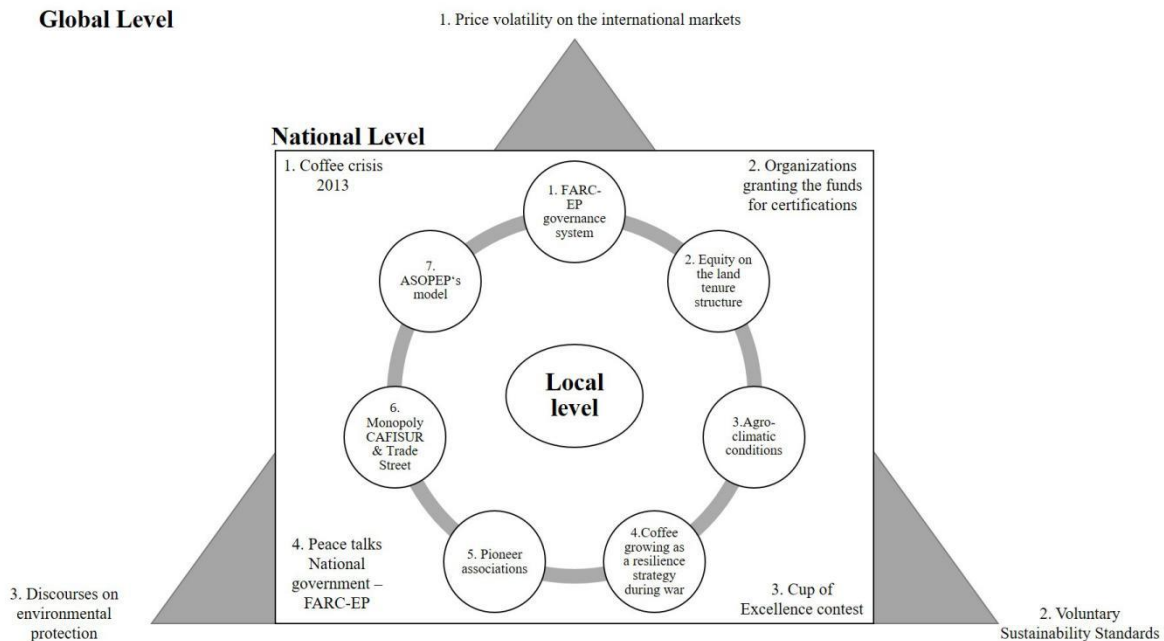 Global Level
1. Price volatility on the international markets
National Level
1. Coffee crisis
2013
2. Organizations
granting the funds
for certifications
1. FARC-
EP
governance
system
2. Equity on
the land
tenure
structure
3.Agro-
climatic
conditions
4.Coffee
growing as
a resilience
strategy
during war
5. Pioneer
associations
6.
Monopoly
CAFISUR
& Trade
Street
7.
ASOPEP‘s
model
Local
level
4. Peace talks
National
government –
FARC-EP
3. Cup of
Excellence contest
3. Discourses on
environmental
protection
2. Voluntary
Sustainability Standards